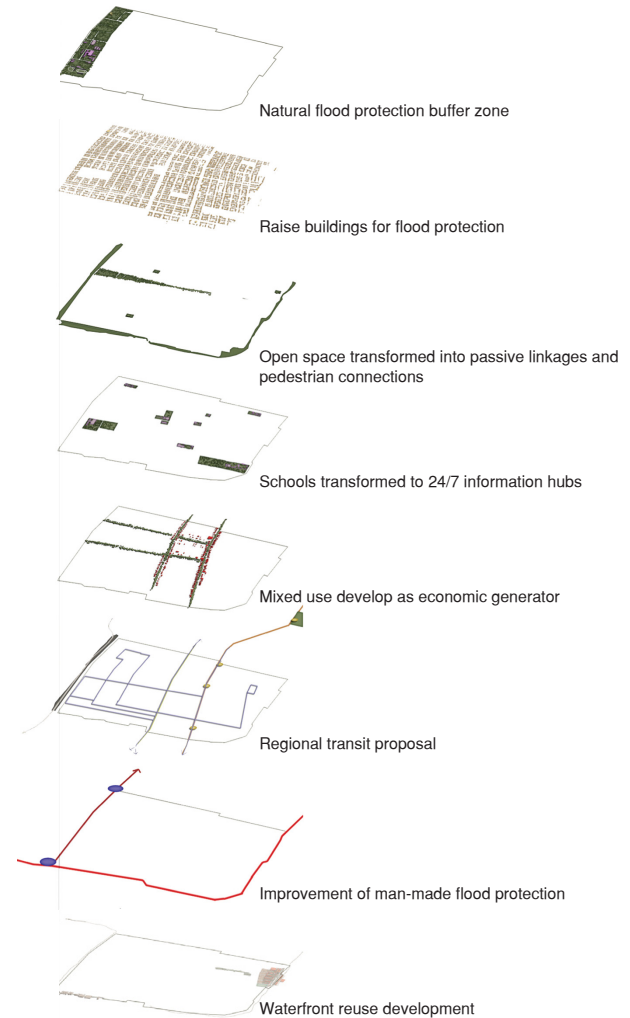 Natural flood protection buffer zone
Raise buildings for flood protection
Open space transformed into passive linkages and
pedestrian connections
Schools transformed to 24/7 information hubs
Mixed use develop as economic generator
Regional transit proposal
Improvement of man-made flood protection
Waterfront reuse development